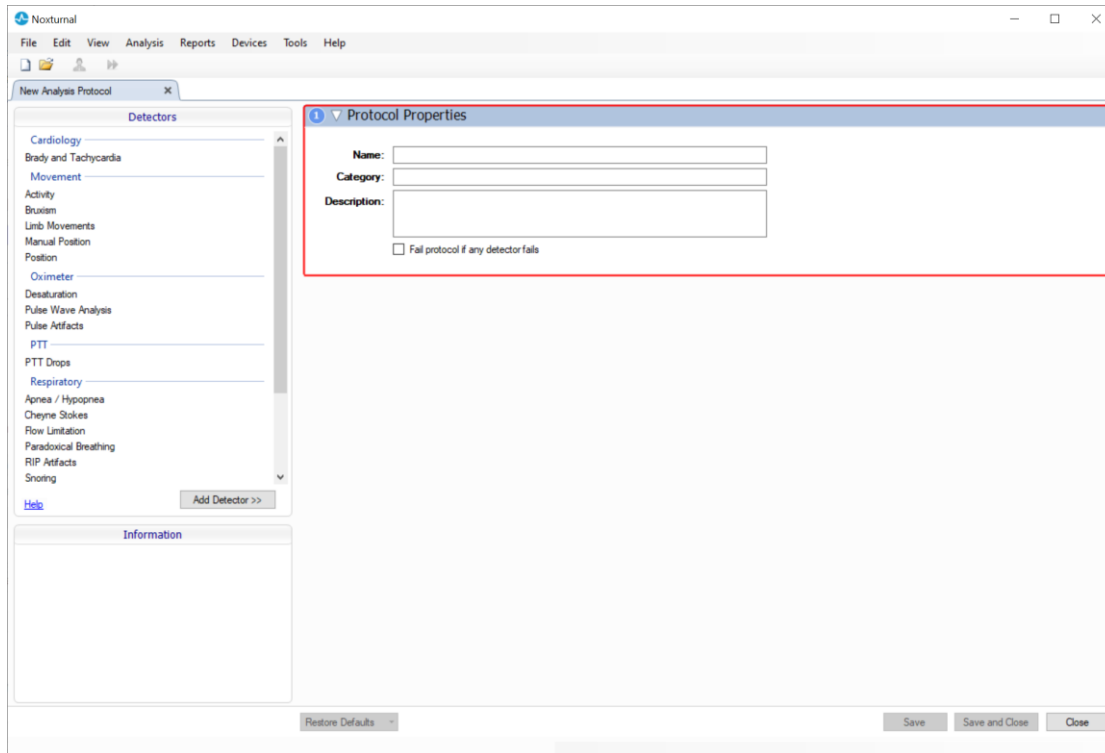 Noxturnal
File Edit View Analysis Reports Devices Tools Help
New Analysis Protocol
Detectors
Cardiology
Brady and Tachycardia
Movement
Activity
Bruxism
Limb Movements
Manual Position
Position
Oximeter
Desaturation
Pulse Wave Analysis
Pulse Artifacts
PTT
PTT Drops
Respiratory
Apnea / Hypopnea
Cheyne Stokes
Flow Limitation
Paradoxical Breathing
RIP Artifacts
Snoring
Help
Add Detector >>
Information
1 Protocol Properties
Name:
Category:
Description:
Fail protocol if any detector fails
Restore Defaults
Save
Save and Close
Close